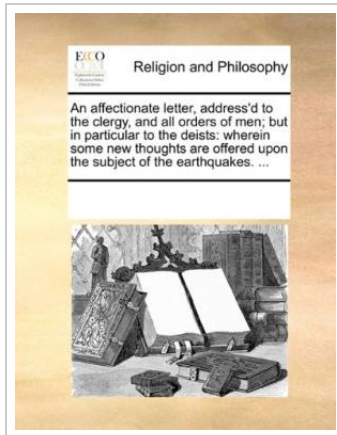 ECCO
Religion and Philosophy
An affectionate letter, address'd to
the clergy, and all orders of men; but
in particular to the deists: wherein
some new thoughts are offered upon
the subject of the earthquakes. ...